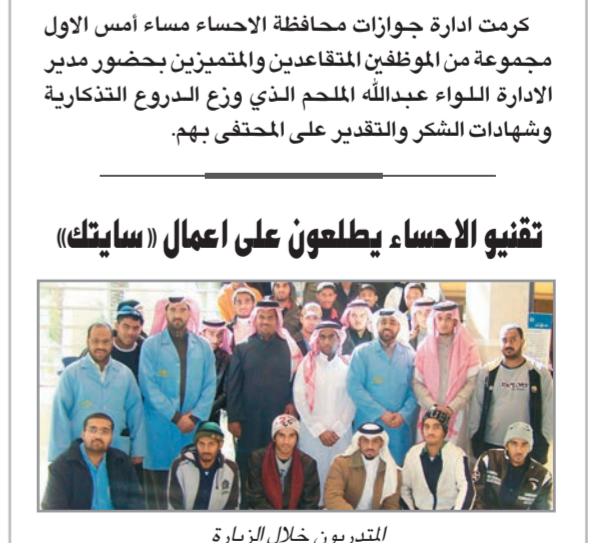 كرمت ادارة جوازات محافظة الاحساء مساء أمس الاول
مجموعة من الموظفين المتقاعدين والمتميزين بحضور مدير
الادارة اللواء عبدالله الملحم الذي وزع الدروع التذكارية
وشهادات الشكر والتقدير على المحتفى بهم.
تقنيو الاحساء يطلعون على اعمال «سايتك»
المتدربون خلال الزيارة